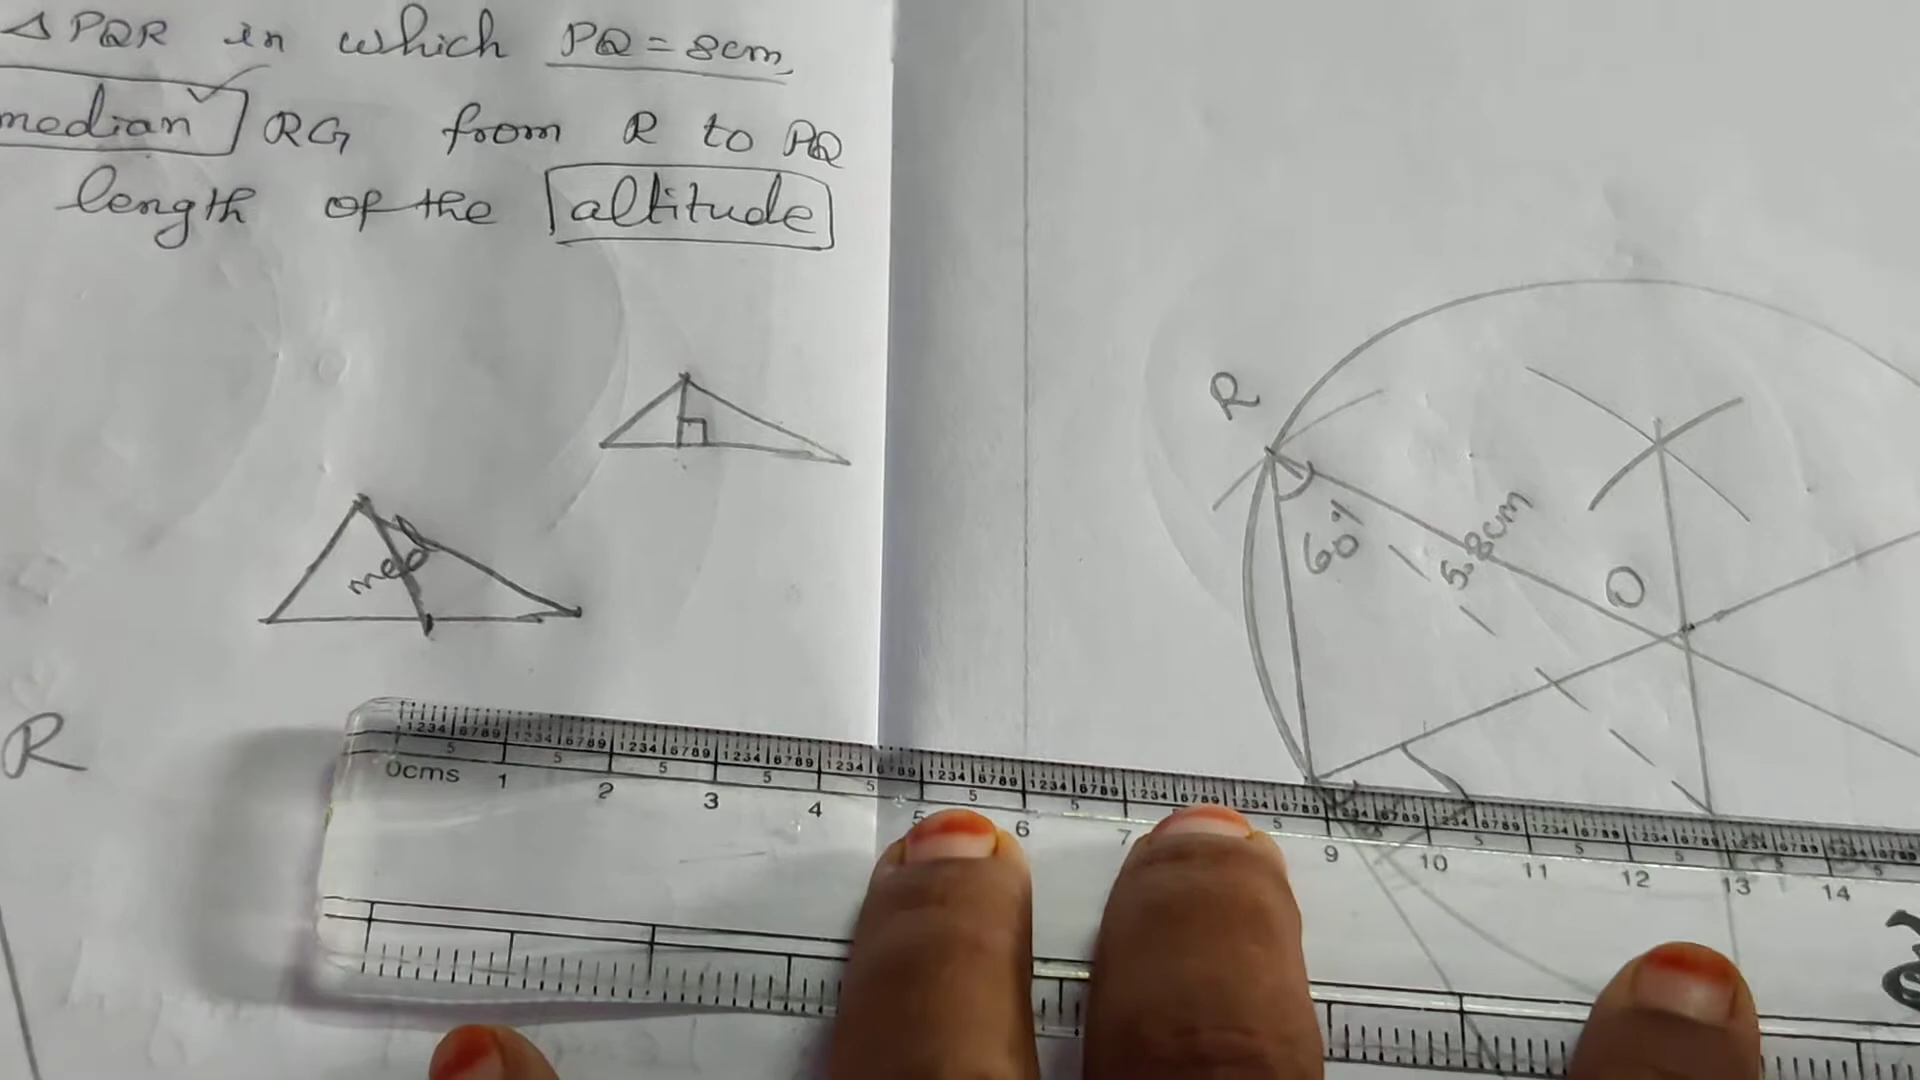 △ PQR in which PQ = 8cm,
median RG from R to PQ
length of the altitude
med
R
R
60°
5.8cm
O
0cms 1 2 3 4 5 6 7 9 10 11 12 13 14